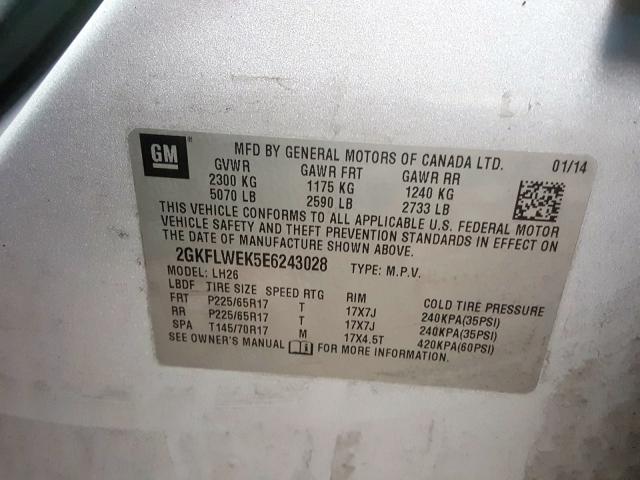 GM
MFD BY GENERAL MOTORS OF CANADA LTD. 01/14
GVWR GAWR FRT GAWR RR
2300 KG 1175 KG 1240 KG
5070 LB 2590 LB 2733 LB
THIS VEHICLE CONFORMS TO ALL APPLICABLE U.S. FEDERAL MOTOR
VEHICLE SAFETY AND THEFT PREVENTION STANDARDS IN EFFECT ON
THE DATE OF MANUFACTURE SHOWN ABOVE.
2GKFLWEK5E6243028 TYPE: M.P.V.
MODEL: LH26
LBDF TIRE SIZE SPEED RTG RIM COLD TIRE PRESSURE
FRT P225/65R17 T 17X7J 240KPA(35PSI)
RR P225/65R17 T 17X7J 240KPA(35PSI)
SPA T145/70R17 M 17X4.5T 420KPA(60PSI)
SEE OWNER'S MANUAL FOR MORE INFORMATION.